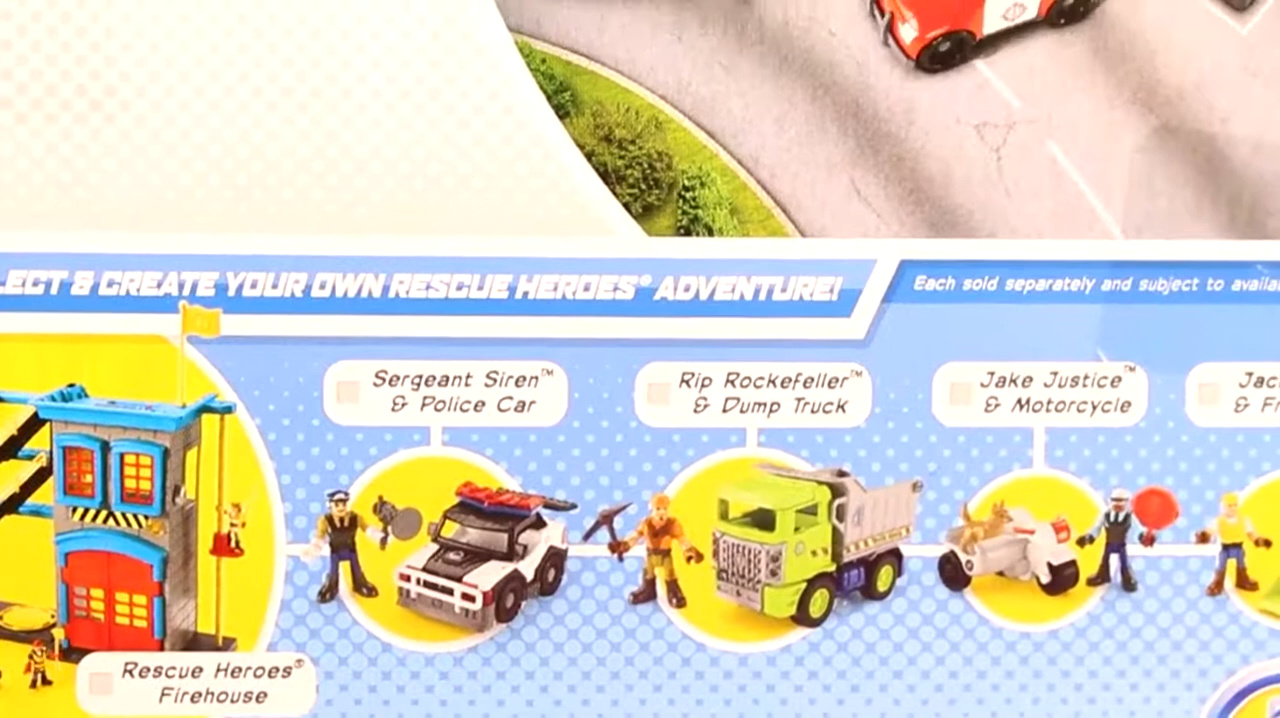 LECT & CREATE YOUR OWN RESCUE HEROES® ADVENTURE!
Each sold separately and subject to
Sergeant Siren™
& Police Car
Rip Rockefeller™
& Dump Truck
Jake Justice™
& Motorcycle
Rescue Heroes®
Firehouse